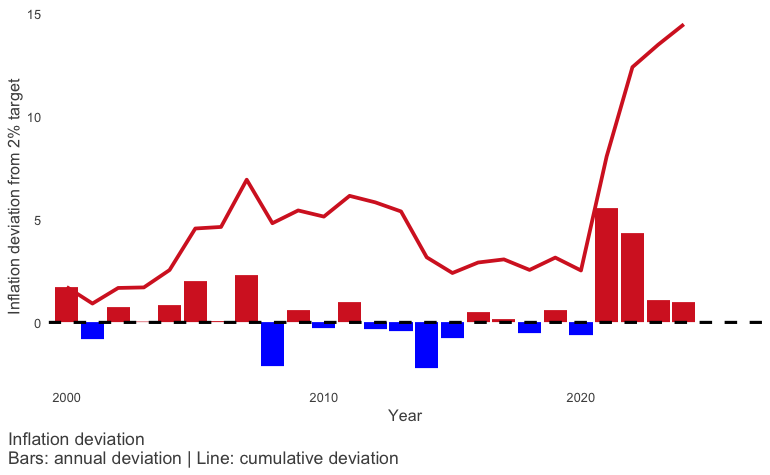 15
10
5
0
Inflation deviation from 2% target
2000
2010
2020
Year
Inflation deviation
Bars: annual deviation | Line: cumulative deviation